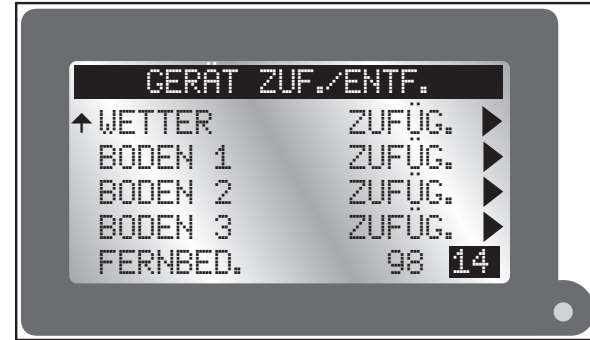 GERÄT ZUF./ENTF.
WETTER ZUFÜG.
BODEN 1 ZUFÜG.
BODEN 2 ZUFÜG.
BODEN 3 ZUFÜG.
FERNBED. 98 14